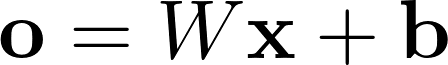 𝐨 = 𝑊𝐱 + 𝐛